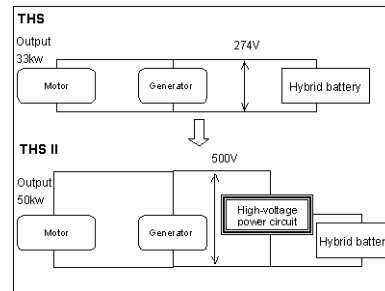 THS
Output
33kw
274V
Motor
Generator
Hybrid battery
THS II
Output
50kw
500V
Motor
Generator
High-voltage
power circuit
Hybrid batter